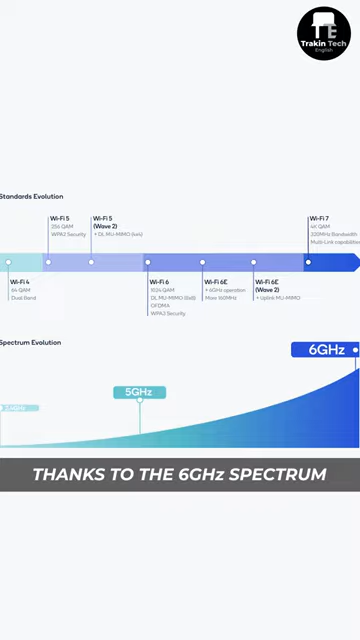 TE
Trakin Tech
English
Standards Evolution
Wi-Fi 5
256 QAM
WPA2 Security
Wi-Fi 5
(Wave 2)
+ DL MU-MIMO (4x4)
Wi-Fi 7
4K QAM
320MHz Bandwidth
Multi-Link capabilities
Wi-Fi 4
64 QAM
Dual Band
Wi-Fi 6
1024 QAM
DL MU-MIMO (8x8)
OFDMA
WPA3 Security
Wi-Fi 6E
+ 6GHz operation
More 160MHz
Wi-Fi 6E
(Wave 2)
+ Uplink MU-MIMO
Spectrum Evolution
6GHz
5GHz
2.4GHz
THANKS TO THE 6GHz SPECTRUM